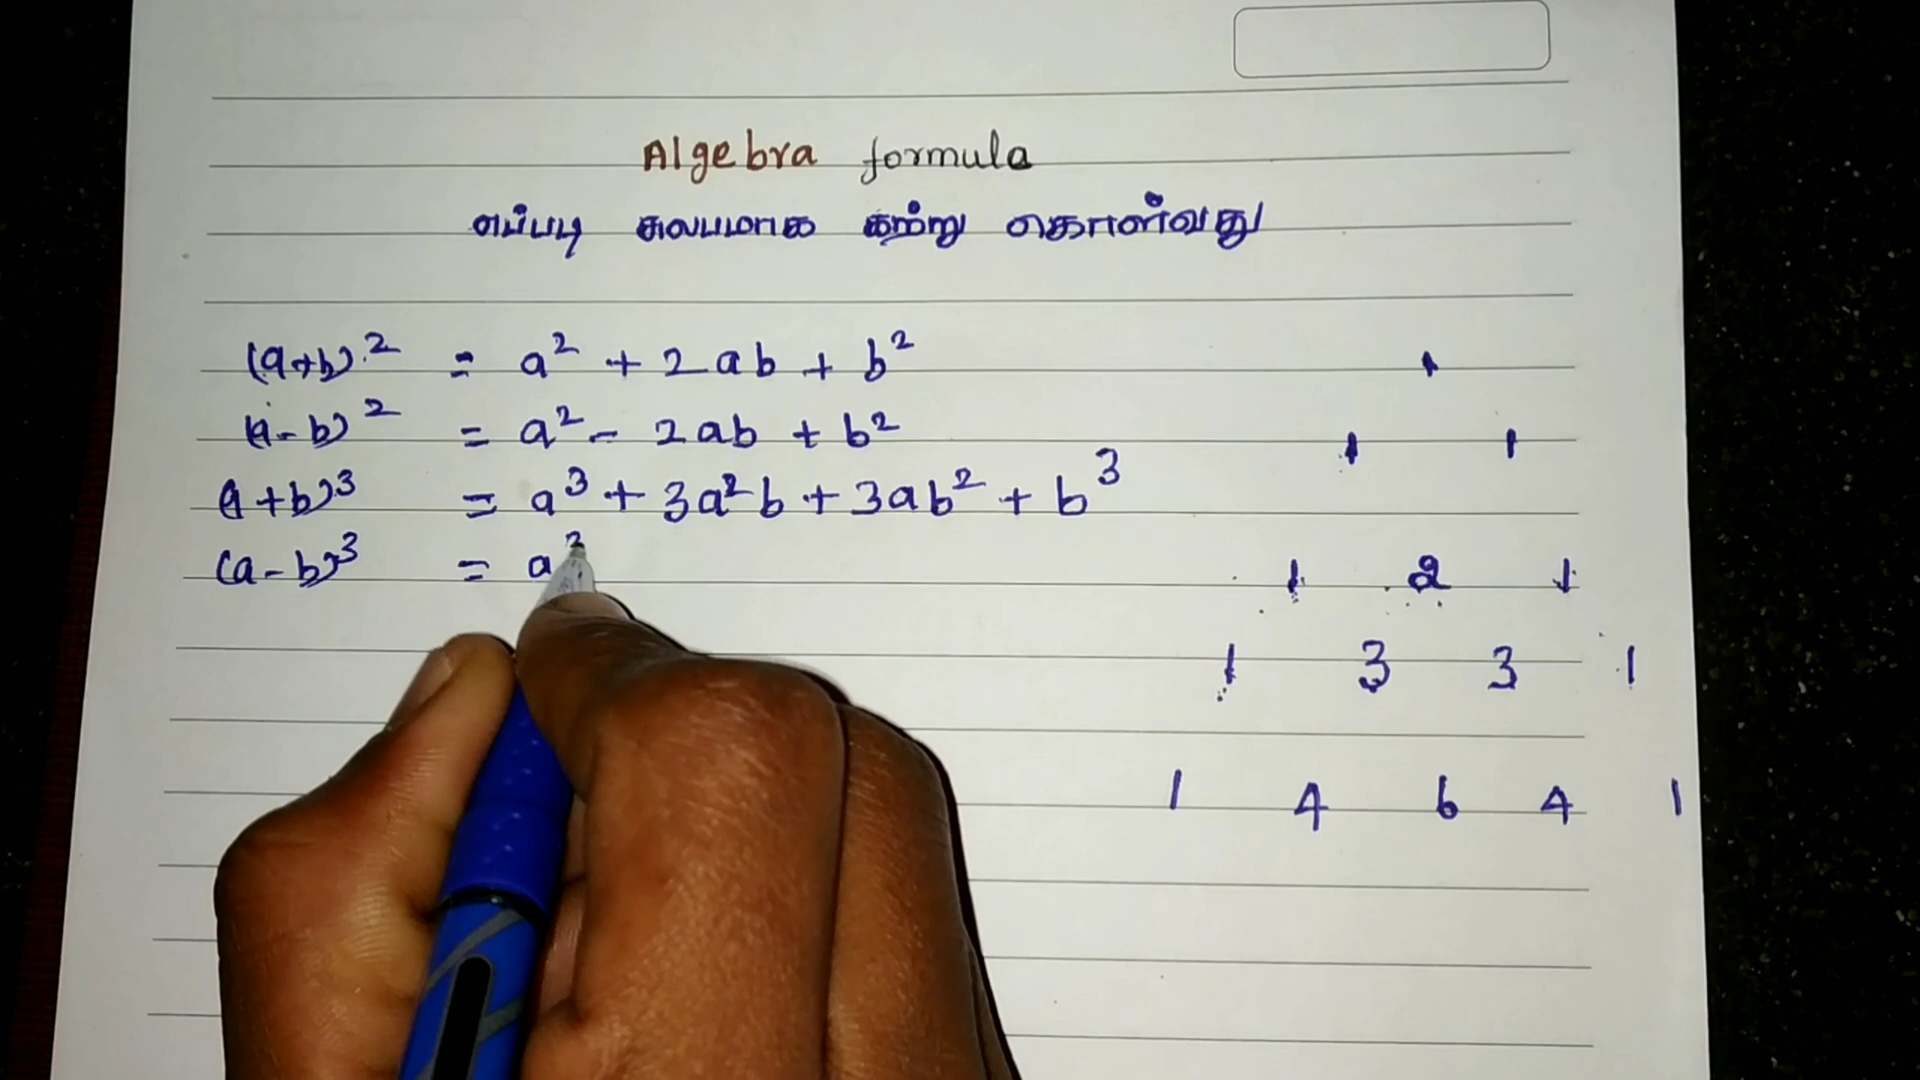 Algebra formula
எப்படி சுலபமாக கற்று கொள்வது
(a+b)² = a² + 2ab + b²
(a-b)² = a² - 2ab + b²
(a+b)³ = a³ + 3a²b + 3ab² + b³
(a-b)³ = a
1
1 1
1 2 1
1 3 3 1
1 4 6 4 1